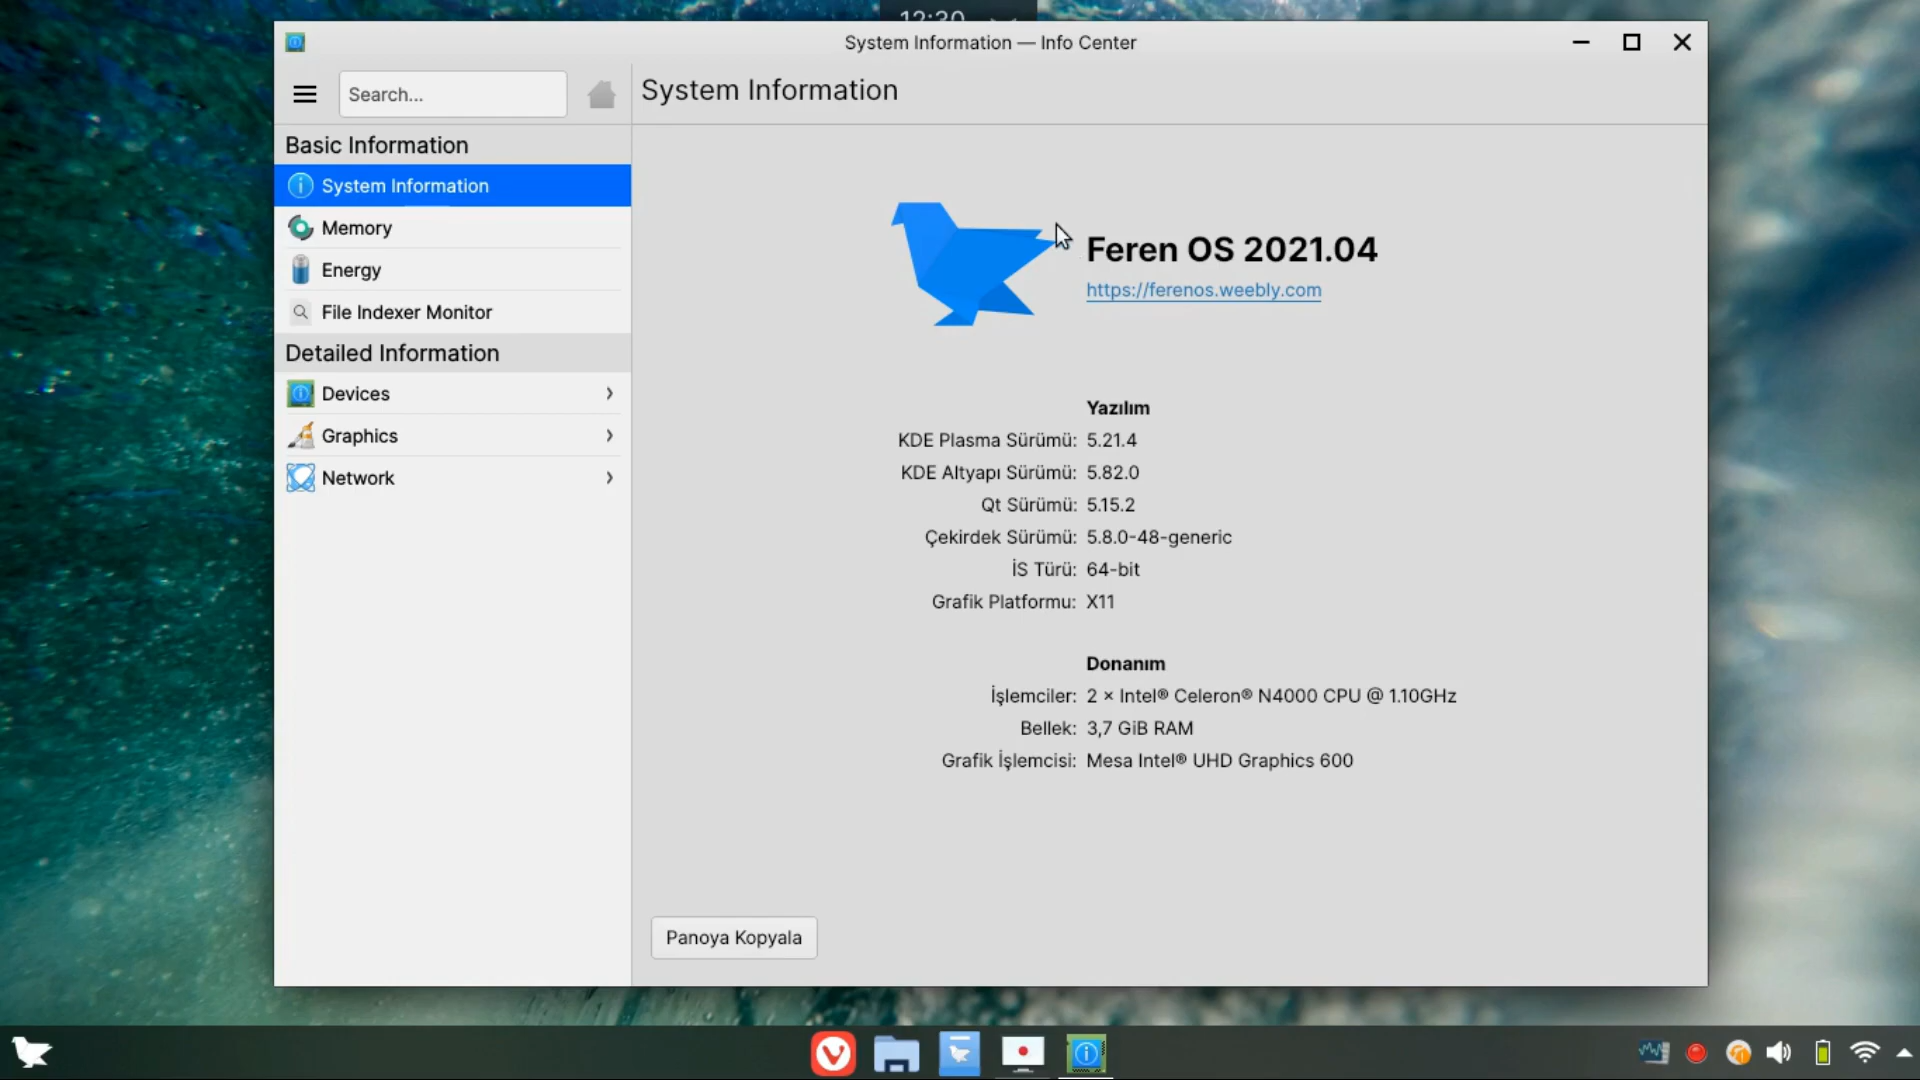 12:30
System Information — Info Center
Search...
System Information
Basic Information
System Information
Memory
Energy
File Indexer Monitor
Detailed Information
Devices
Graphics
Network
Feren OS 2021.04
https://ferenos.weebly.com
Yazılım
KDE Plasma Sürümü: 5.21.4
KDE Altyapı Sürümü: 5.82.0
Qt Sürümü: 5.15.2
Çekirdek Sürümü: 5.8.0-48-generic
İS Türü: 64-bit
Grafik Platformu: X11
Donanım
İşlemciler: 2 × Intel® Celeron® N4000 CPU @ 1.10GHz
Bellek: 3,7 GiB RAM
Grafik İşlemcisi: Mesa Intel® UHD Graphics 600
Panoya Kopyala